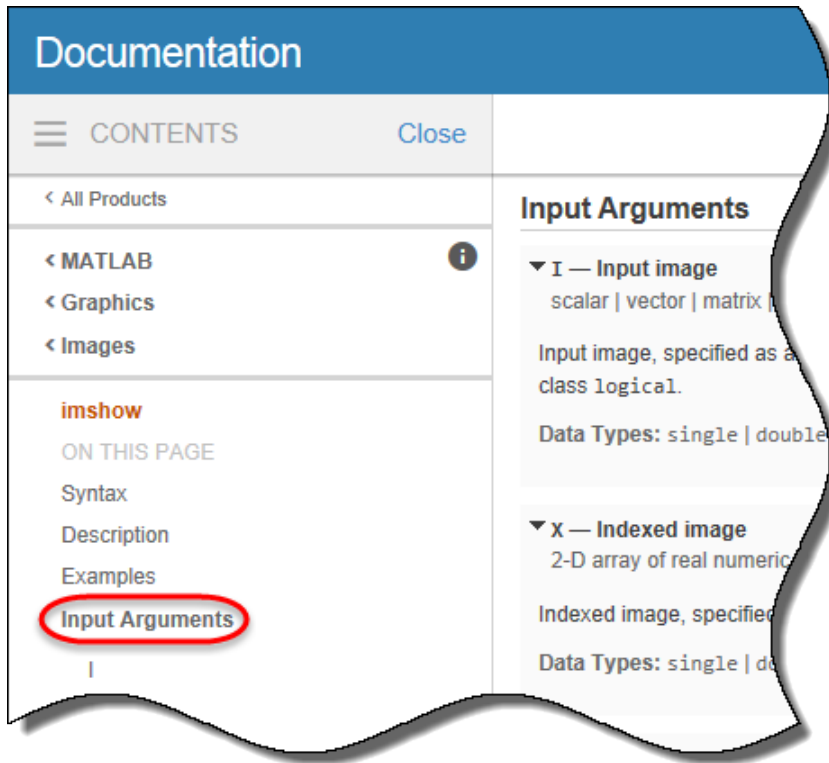 Documentation
CONTENTS
Close
< All Products
< MATLAB
< Graphics
< Images
imshow
ON THIS PAGE
Syntax
Description
Examples
Input Arguments
I
Input Arguments
I — Input image
scalar | vector | matrix |
Input image, specified as a
class logical.
Data Types: single | double
X — Indexed image
2-D array of real numeric
Indexed image, specified
Data Types: single |